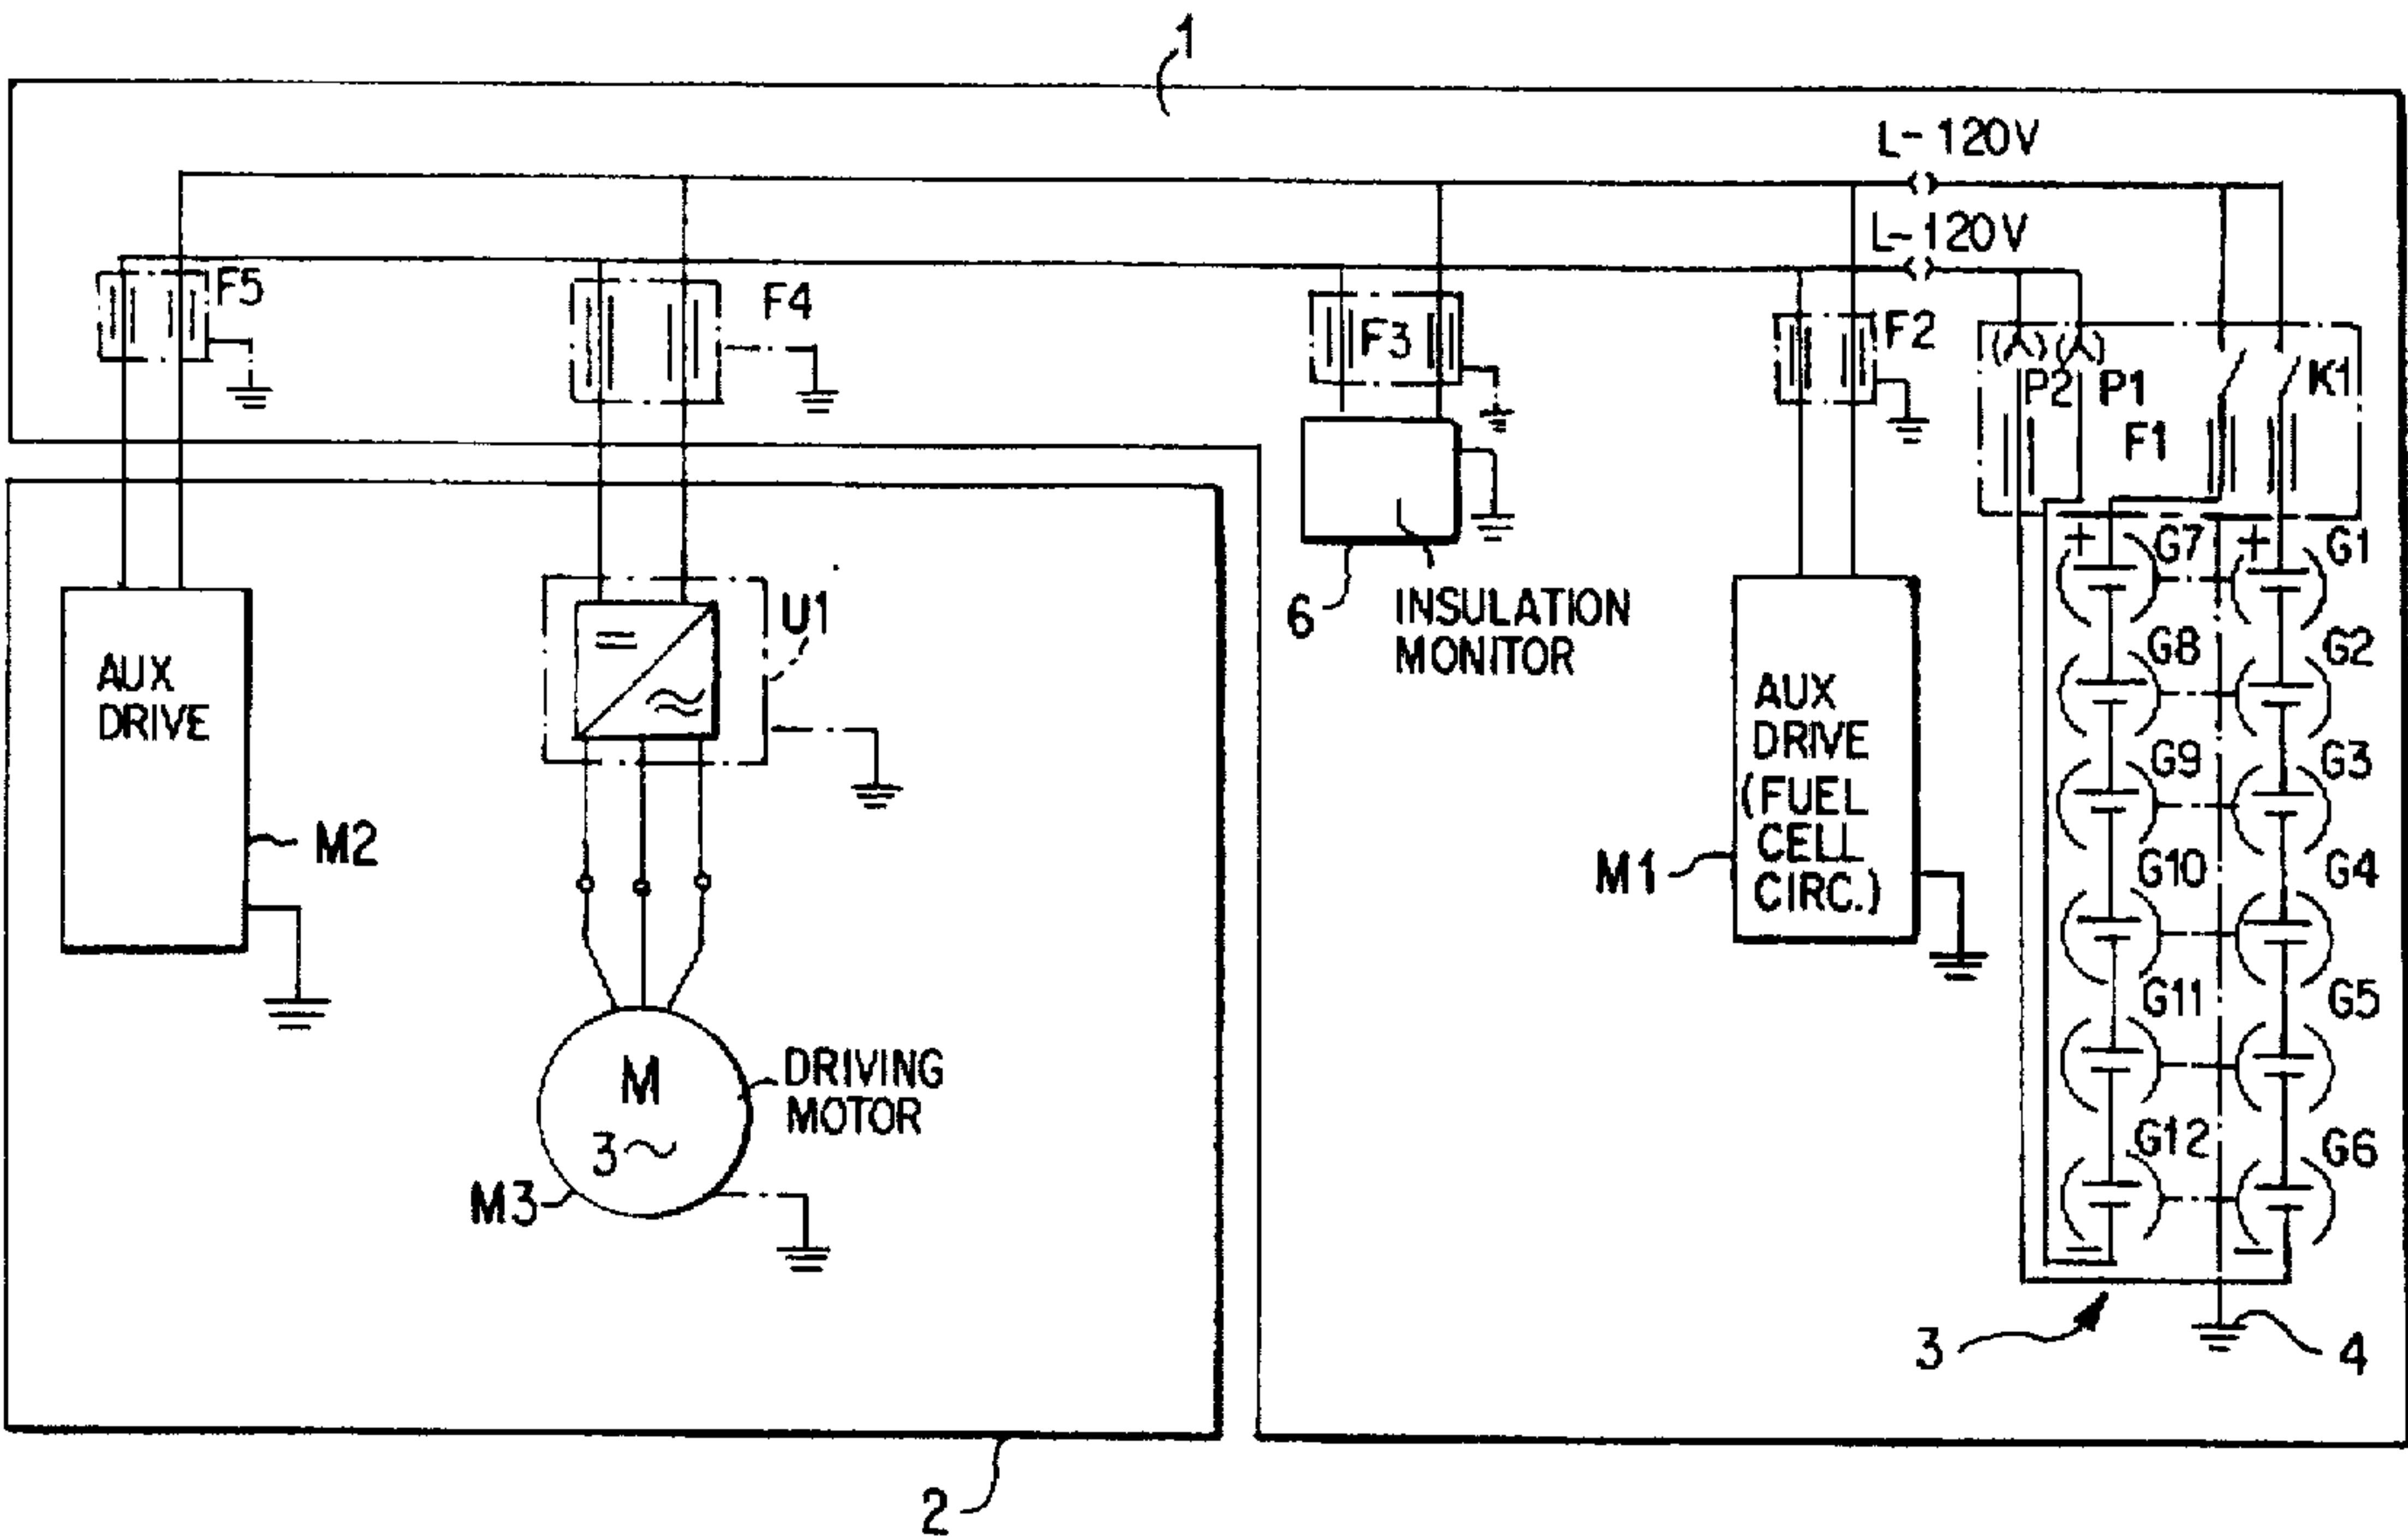 1
L-120V
L-120V
F5
F4
F3
F2
P2
P1
K1
F1
+
G7
+
G1
U1
6
INSULATION
MONITOR
G8
G2
AUX
DRIVE
AUX
DRIVE
(FUEL
CELL
CIRC.)
G9
G3
M2
M1
G10
G4
G11
G5
M
3~
DRIVING
MOTOR
G12
G6
M3
3
4
2